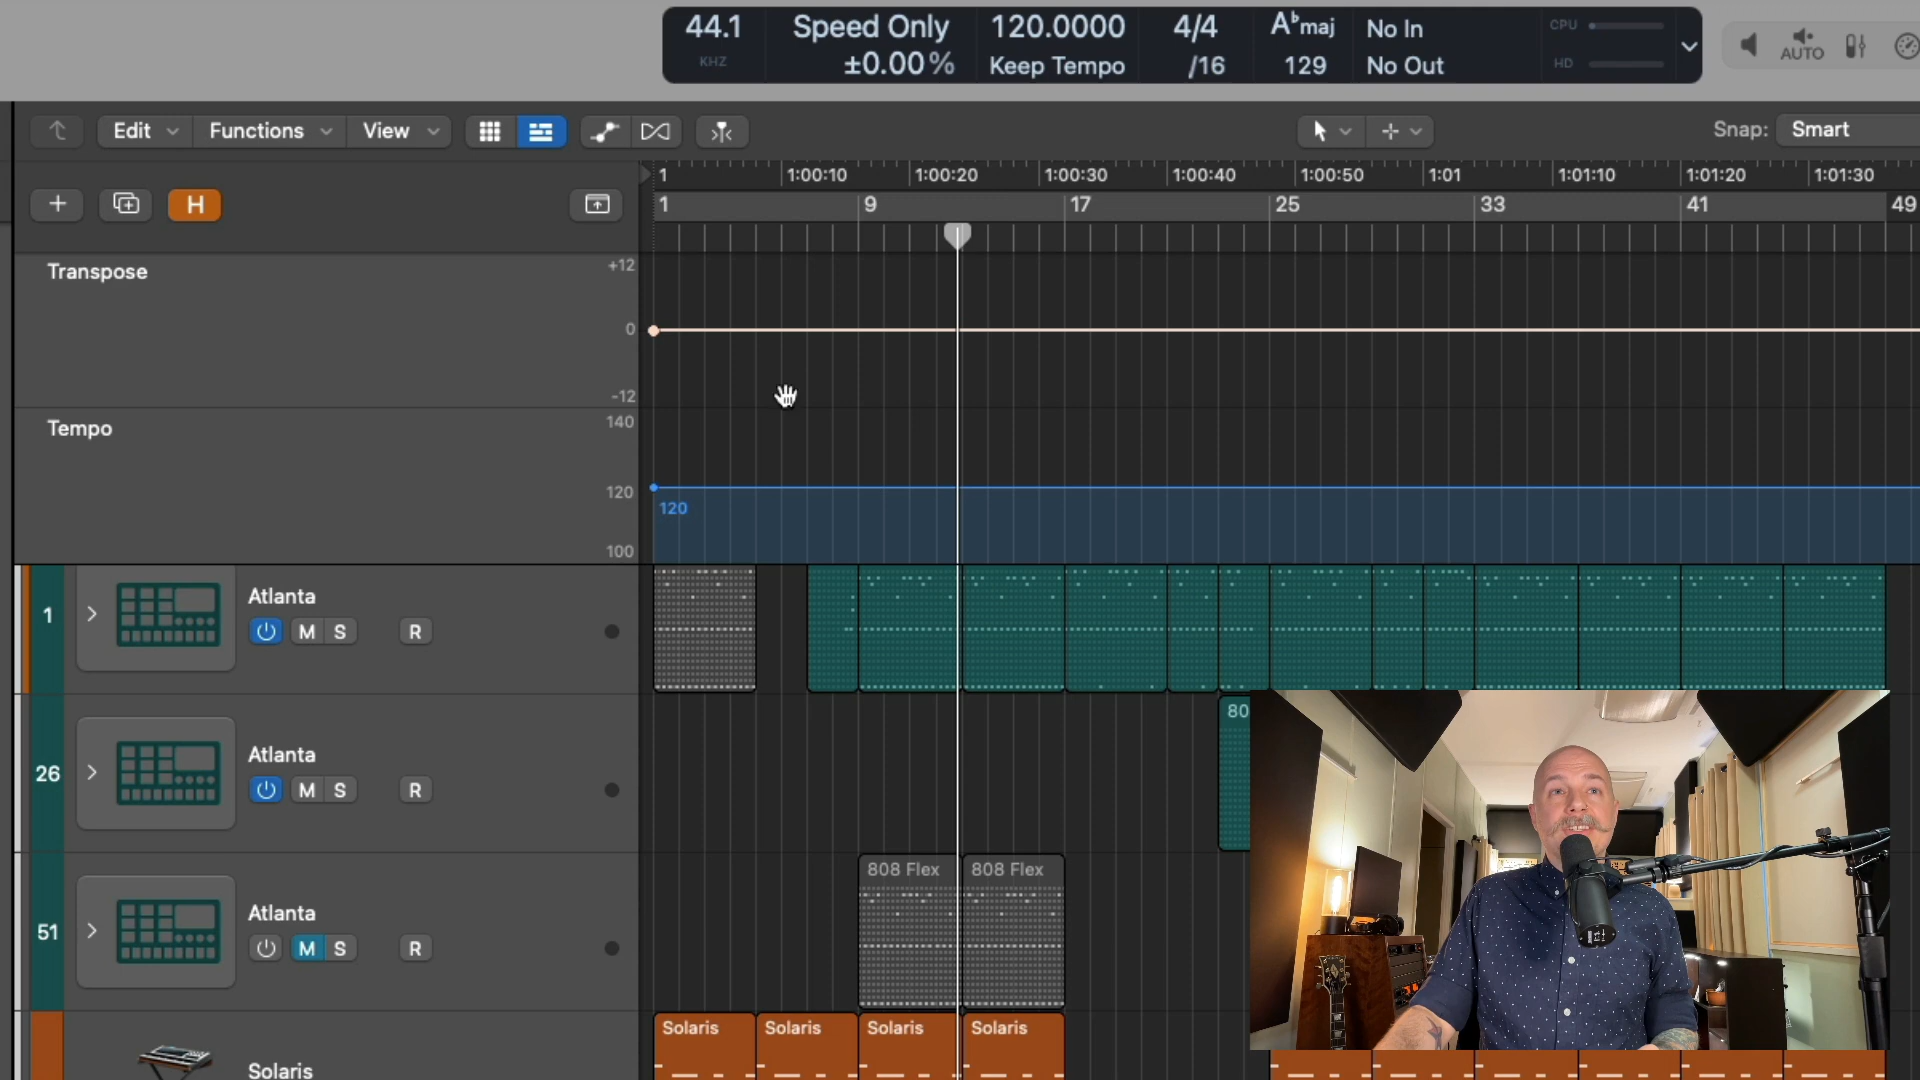 44.1
KHZ
Speed Only
±0.00%
120.0000
Keep Tempo
4/4
/16
A♭maj
129
No In
No Out
CPU
HD
AUTO
Edit
Functions
View
Snap: Smart
H
1 1:00:10 1:00:20 1:00:30 1:00:40 1:00:50 1:01 1:01:10 1:01:20 1:01:30
1 9 17 25 33 41 49
Transpose
+12
0
-12
Tempo
140
120
100
120
1
Atlanta
M S R
26
Atlanta
M S R
80
51
Atlanta
M S R
808 Flex 808 Flex
Solaris Solaris Solaris Solaris
Solaris